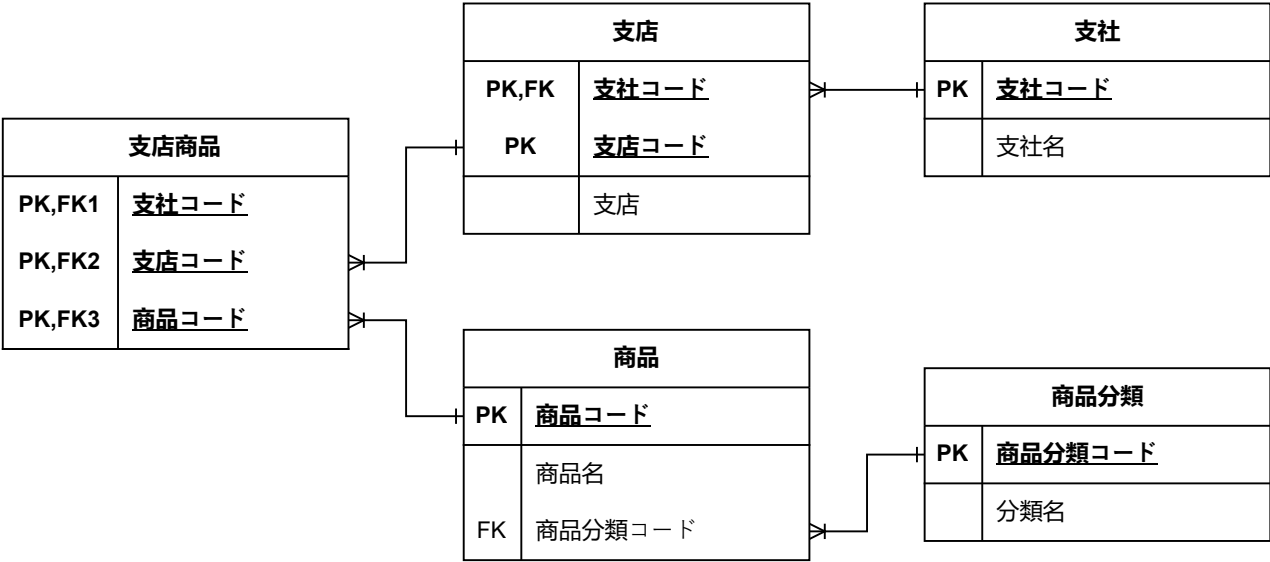 支店商品
PK,FK1 支社コード
PK,FK2 支店コード
PK,FK3 商品コード
支店
PK,FK 支社コード
PK 支店コード
支店
支社
PK 支社コード
支社名
商品
PK 商品コード
商品名
FK 商品分類コード
商品分類
PK 商品分類コード
分類名